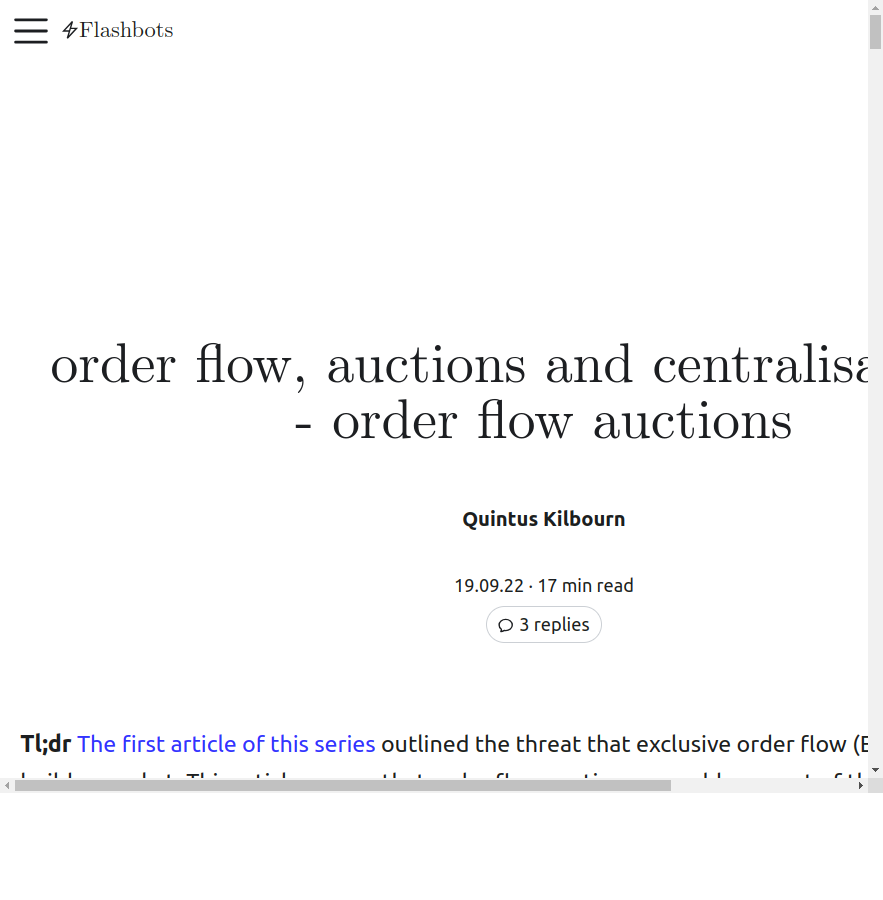 Flashbots
order flow, auctions and centralisa
- order flow auctions
Quintus Kilbourn
19.09.22 · 17 min read
3 replies
Tl;dr The first article of this series outlined the threat that exclusive order flow (E